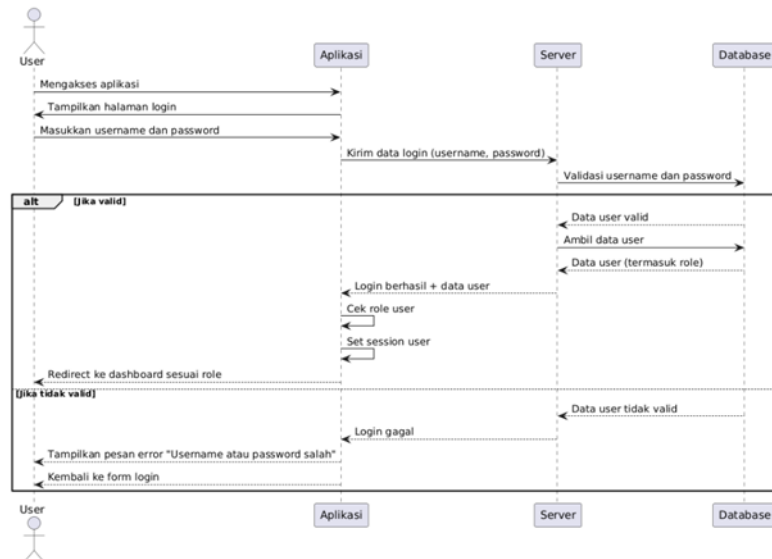 User
Aplikasi
Server
Database
Mengakses aplikasi
Tampilkan halaman login
Masukkan username dan password
Kirim data login (username, password)
Validasi username dan password
alt [Jika valid]
Data user valid
Ambil data user
Data user (termasuk role)
Login berhasil + data user
Cek role user
Set session user
Redirect ke dashboard sesuai role
[Jika tidak valid]
Data user tidak valid
Login gagal
Tampilkan pesan error "Username atau password salah"
Kembali ke form login
User
Aplikasi
Server
Database